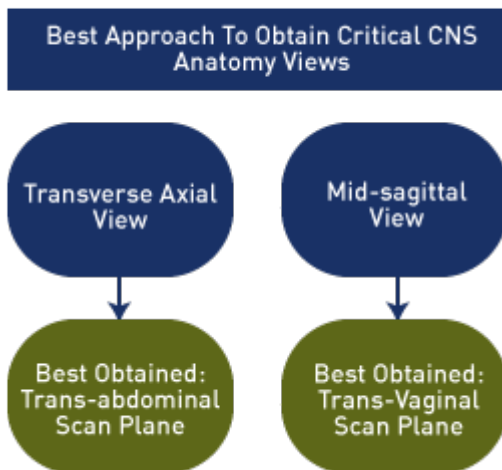 Best Approach To Obtain Critical CNS
Anatomy Views
Transverse Axial
View
Mid-sagittal
View
Best Obtained:
Trans-abdominal
Scan Plane
Best Obtained:
Trans-Vaginal
Scan Plane